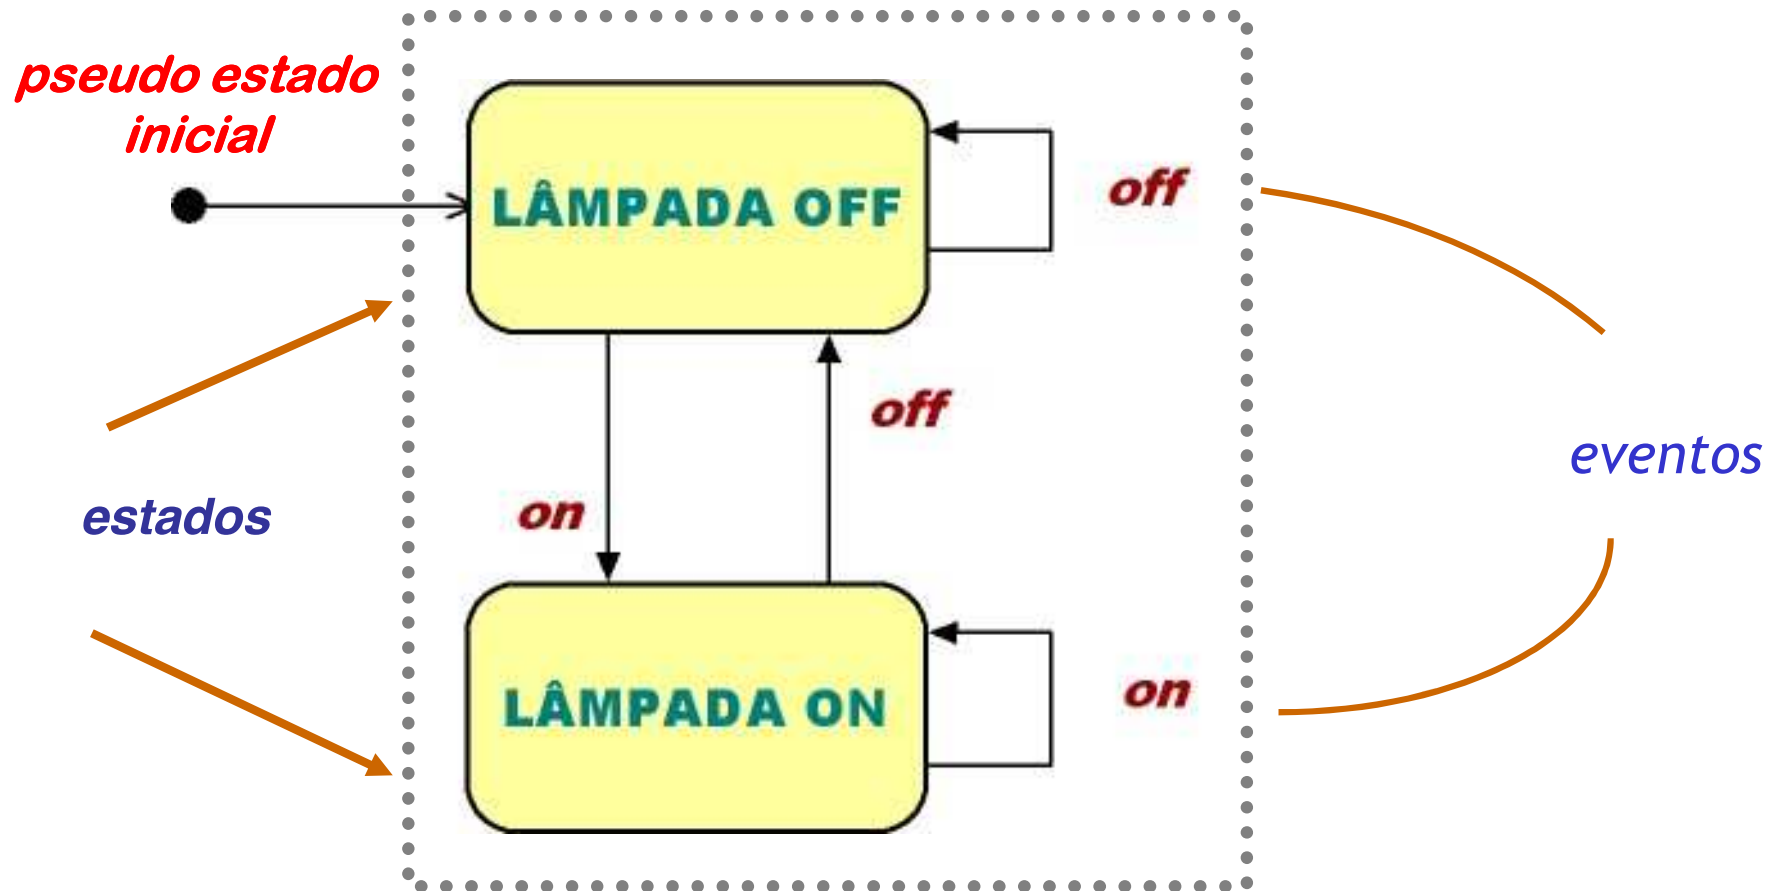 pseudo estado
inicial
LÂMPADA OFF
off
off
eventos
estados
on
LÂMPADA ON
on